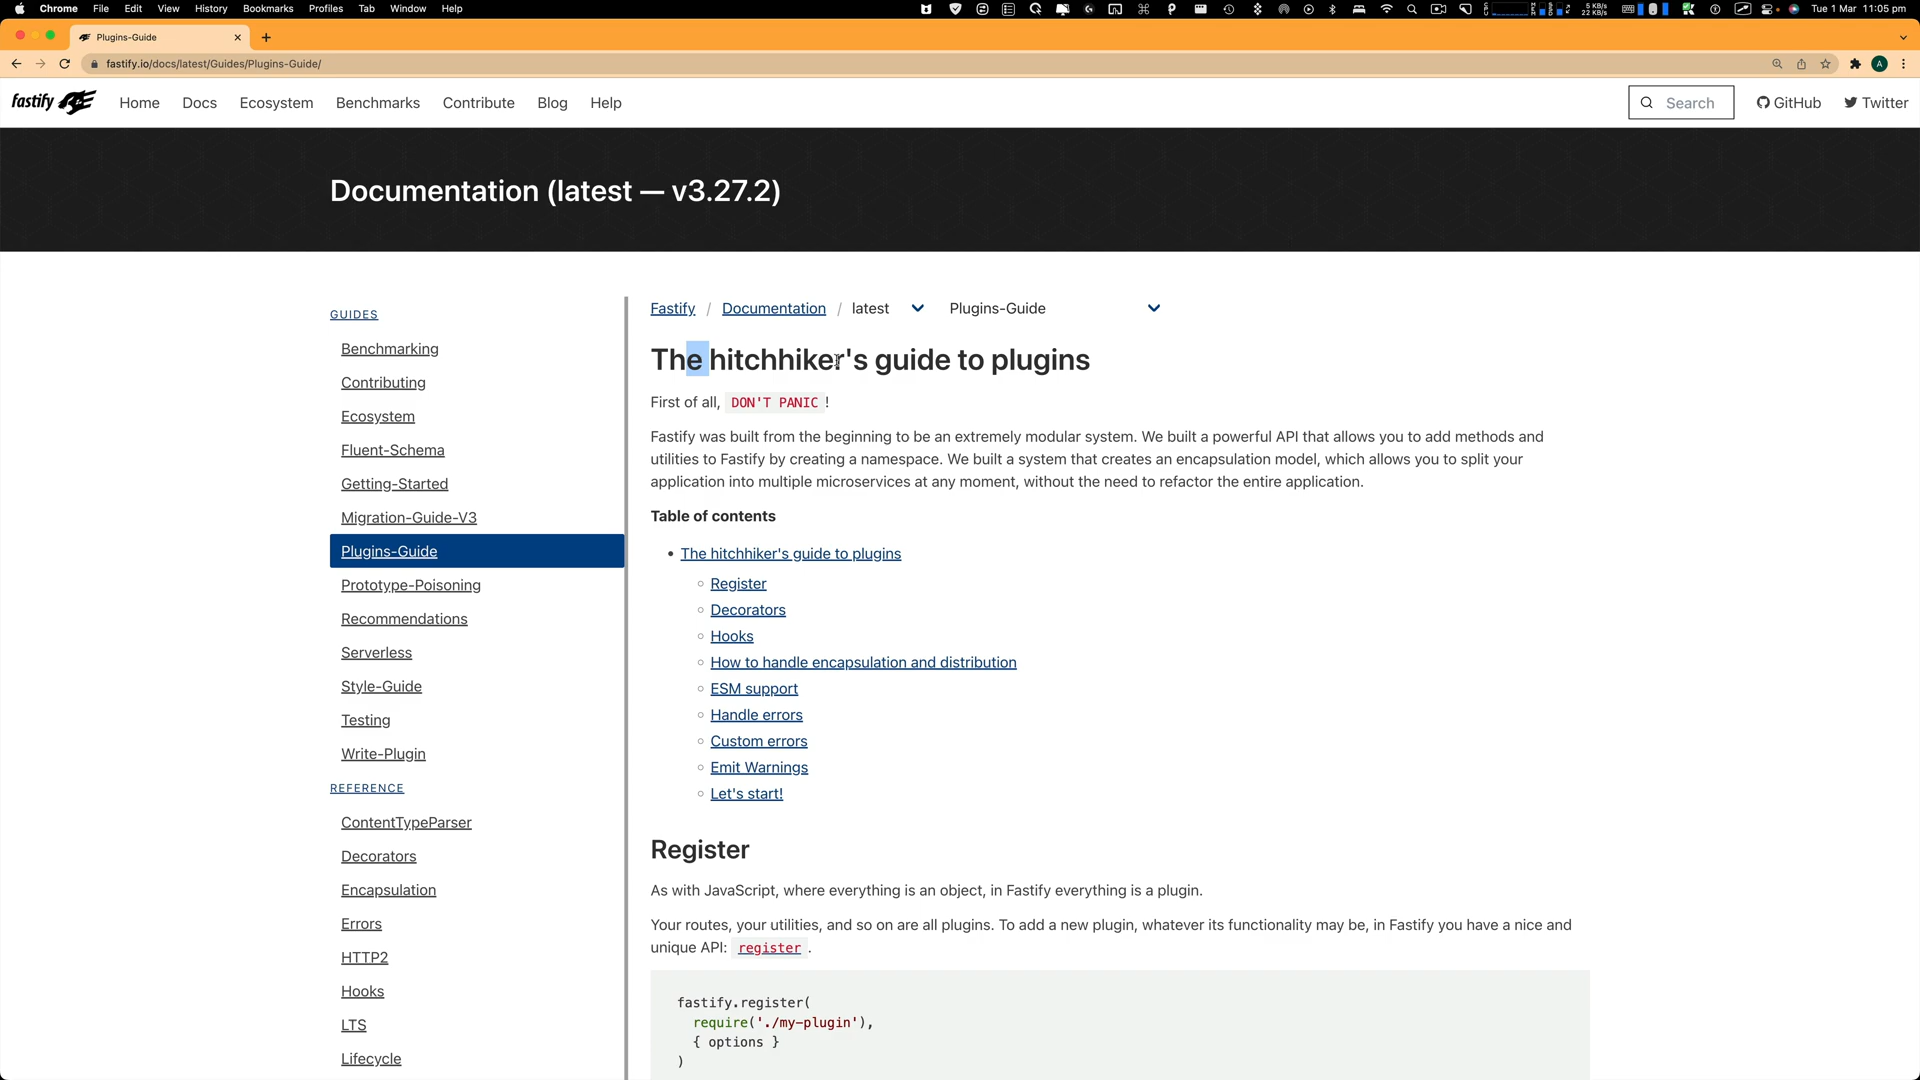 Chrome File Edit View History Bookmarks Profiles Tab Window Help
5 KB/s
22 KB/s
Tue 1 Mar 11:05 pm
Plugins-Guide
fastify.io/docs/latest/Guides/Plugins-Guide/
A
fastify Home Docs Ecosystem Benchmarks Contribute Blog Help
Search GitHub Twitter
Documentation (latest — v3.27.2)
GUIDES
Benchmarking
Contributing
Ecosystem
Fluent-Schema
Getting-Started
Migration-Guide-V3
Plugins-Guide
Prototype-Poisoning
Recommendations
Serverless
Style-Guide
Testing
Write-Plugin
REFERENCE
ContentTypeParser
Decorators
Encapsulation
Errors
HTTP2
Hooks
LTS
Lifecycle
Fastify / Documentation / latest Plugins-Guide
The hitchhiker's guide to plugins
First of all, DON'T PANIC !
Fastify was built from the beginning to be an extremely modular system. We built a powerful API that allows you to add methods and
utilities to Fastify by creating a namespace. We built a system that creates an encapsulation model, which allows you to split your
application into multiple microservices at any moment, without the need to refactor the entire application.
Table of contents
• The hitchhiker's guide to plugins
Register
Decorators
Hooks
How to handle encapsulation and distribution
ESM support
Handle errors
Custom errors
Emit Warnings
Let's start!
Register
As with JavaScript, where everything is an object, in Fastify everything is a plugin.
Your routes, your utilities, and so on are all plugins. To add a new plugin, whatever its functionality may be, in Fastify you have a nice and
unique API: register .
fastify.register(
require('./my-plugin'),
{ options }
)